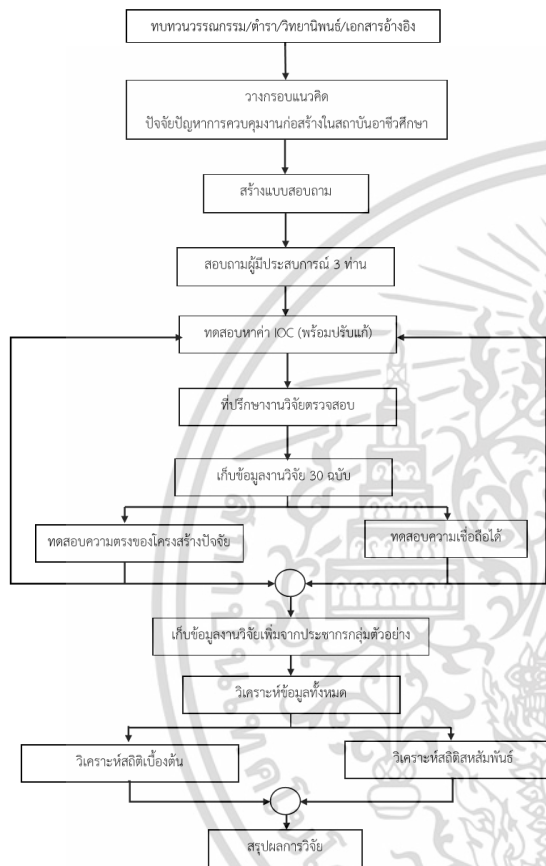 ทบทวนวรรณกรรม/ตำรา/วิทยานิพนธ์/เอกสารอ้างอิง
วางกรอบแนวคิด
ปัจจัยปัญหาการควบคุมงานก่อสร้างในสถาบันอาชีวศึกษา
สร้างแบบสอบถาม
สอบถามผู้มีประสบการณ์ 3 ท่าน
ทดสอบหาค่า IOC (พร้อมปรับแก้)
ที่ปรึกษางานวิจัยตรวจสอบ
เก็บข้อมูลงานวิจัย 30 ฉบับ
ทดสอบความตรงของโครงสร้างปัจจัย
ทดสอบความเชื่อถือได้
เก็บข้อมูลงานวิจัยเพิ่มจากประชากรกลุ่มตัวอย่าง
วิเคราะห์ข้อมูลทั้งหมด
วิเคราะห์สถิติเบื้องต้น
วิเคราะห์สถิติสหสัมพันธ์
สรุปผลการวิจัย